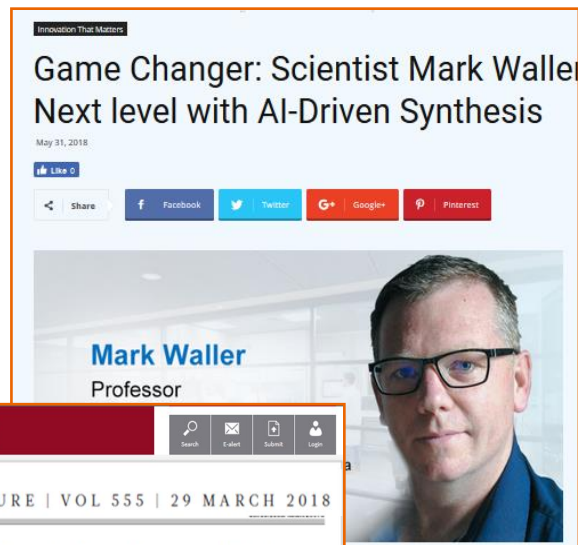 Innovation That Matters
Game Changer: Scientist Mark Waller
Next level with AI-Driven Synthesis
May 31, 2018
Like 0
Share
Facebook
Twitter
Google+
Pinterest
Mark Waller
Professor
a
Search
E-alert
Submit
Login
URE | VOL 555 | 29 MARCH 2018